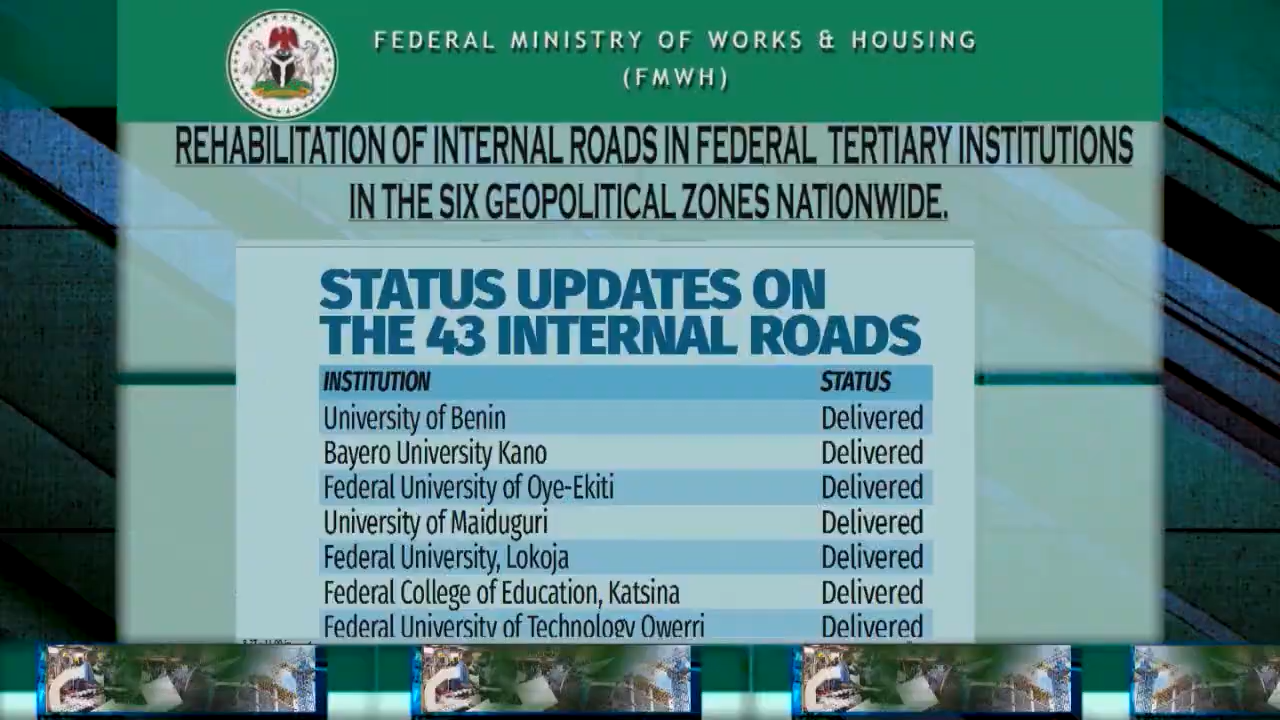 FEDERAL MINISTRY OF WORKS & HOUSING
(FMWH)
REHABILITATION OF INTERNAL ROADS IN FEDERAL TERTIARY INSTITUTIONS
IN THE SIX GEOPOLITICAL ZONES NATIONWIDE.
STATUS UPDATES ON
THE 43 INTERNAL ROADS
INSTITUTION STATUS
University of Benin Delivered
Bayero University Kano Delivered
Federal University of Oye-Ekiti Delivered
University of Maiduguri Delivered
Federal University, Lokoja Delivered
Federal College of Education, Katsina Delivered
Federal University of Technology Owerri Delivered